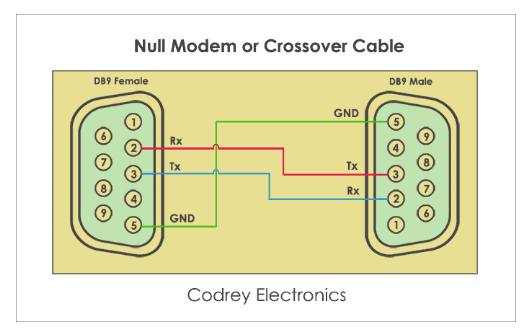 Null Modem or Crossover Cable
DB9 Female
DB9 Male
GND
1
5
6
9
2
Rx
4
7
8
3
Tx
Tx
3
8
7
4
Rx
2
9
6
5
GND
1
Codrey Electronics